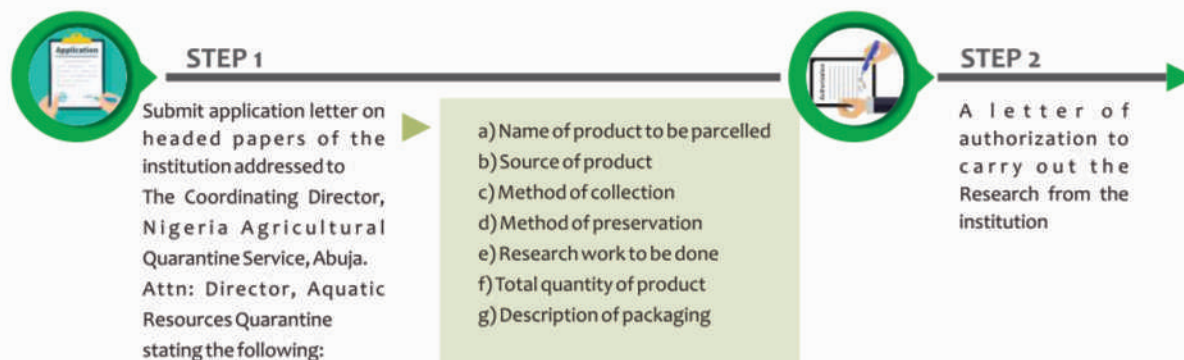 Application
STEP 1
Submit application letter on
headed papers of the
institution addressed to
The Coordinating Director,
Nigeria Agricultural
Quarantine Service, Abuja.
Attn: Director, Aquatic
Resources Quarantine
stating the following:
a) Name of product to be parcelled
b) Source of product
c) Method of collection
d) Method of preservation
e) Research work to be done
f) Total quantity of product
g) Description of packaging
Authorization
STEP 2
A letter of
authorization to
carry out the
Research from the
institution